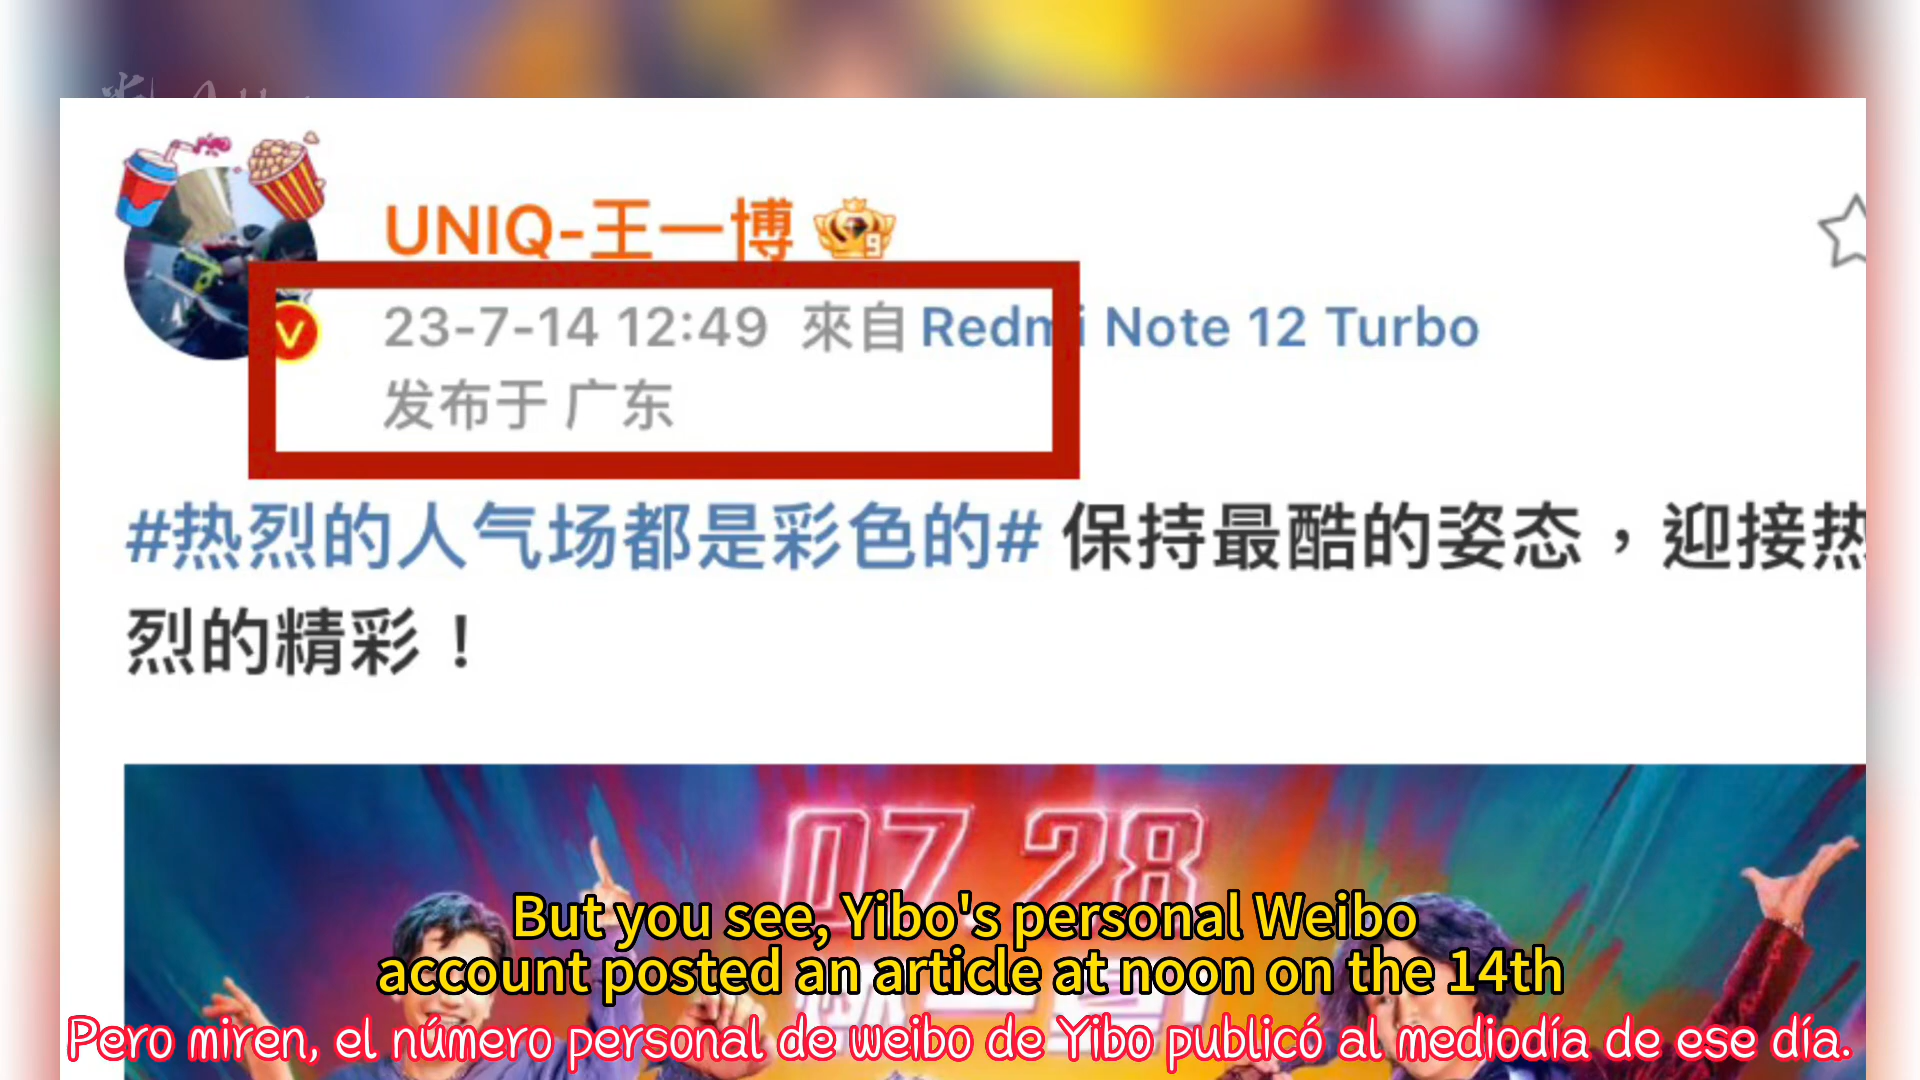 UNIQ-王一博
9
23-7-14 12:49 來自 Redmi Note 12 Turbo
V
发布于 广东
#热烈的人气场都是彩色的# 保持最酷的姿态，迎接热
烈的精彩！
07 28
But you see, Yibo's personal Weibo
account posted an article at noon on the 14th
Pero miren, el número personal de weibo de Yibo publicó al mediodía de ese día.